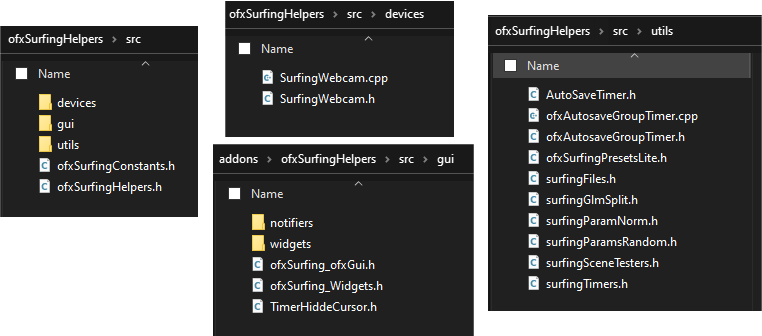 ofxSurfingHelpers > src
Name
devices
gui
utils
ofxSurfingConstants.h
ofxSurfingHelpers.h
ofxSurfingHelpers > src > devices
Name
SurfingWebcam.cpp
SurfingWebcam.h
addons > ofxSurfingHelpers > src > gui
Name
notifiers
widgets
ofxSurfing_ofxGui.h
ofxSurfing_Widgets.h
TimerHiddeCursor.h
ofxSurfingHelpers > src > utils
Name
AutoSaveTimer.h
ofxAutosaveGroupTimer.cpp
ofxAutosaveGroupTimer.h
ofxSurfingPresetsLite.h
surfingFiles.h
surfingGlmSplit.h
surfingParamNorm.h
surfingParamsRandom.h
surfingSceneTesters.h
surfingTimers.h